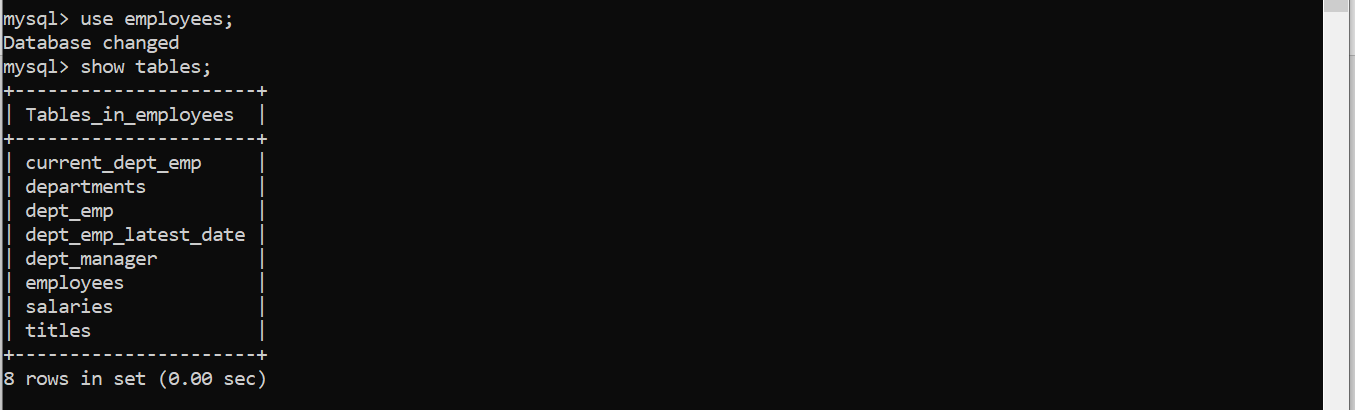 mysql> use employees;
Database changed
mysql> show tables;
+----------------------+
| Tables_in_employees  |
+----------------------+
| current_dept_emp     |
| departments          |
| dept_emp             |
| dept_emp_latest_date |
| dept_manager         |
| employees            |
| salaries             |
| titles               |
+----------------------+
8 rows in set (0.00 sec)